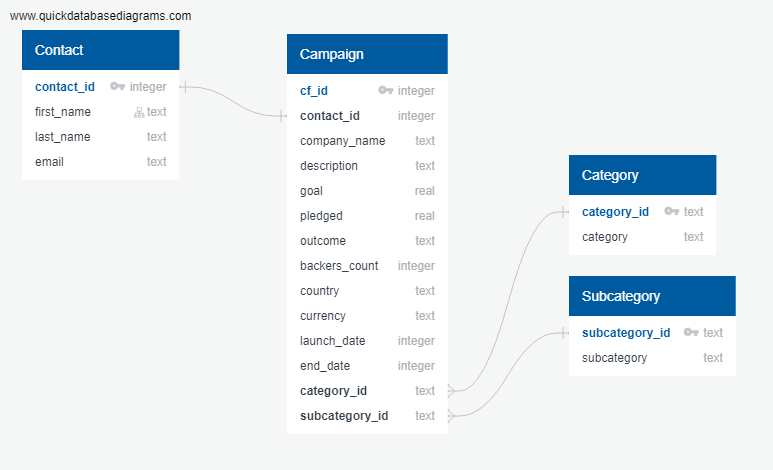 www.quickdatabasediagrams.com
Contact
contact_id integer
first_name text
last_name text
email text
Campaign
cf_id integer
contact_id integer
company_name text
description text
goal real
pledged real
outcome text
backers_count integer
country text
currency text
launch_date integer
end_date integer
category_id text
subcategory_id text
Category
category_id text
category text
Subcategory
subcategory_id text
subcategory text